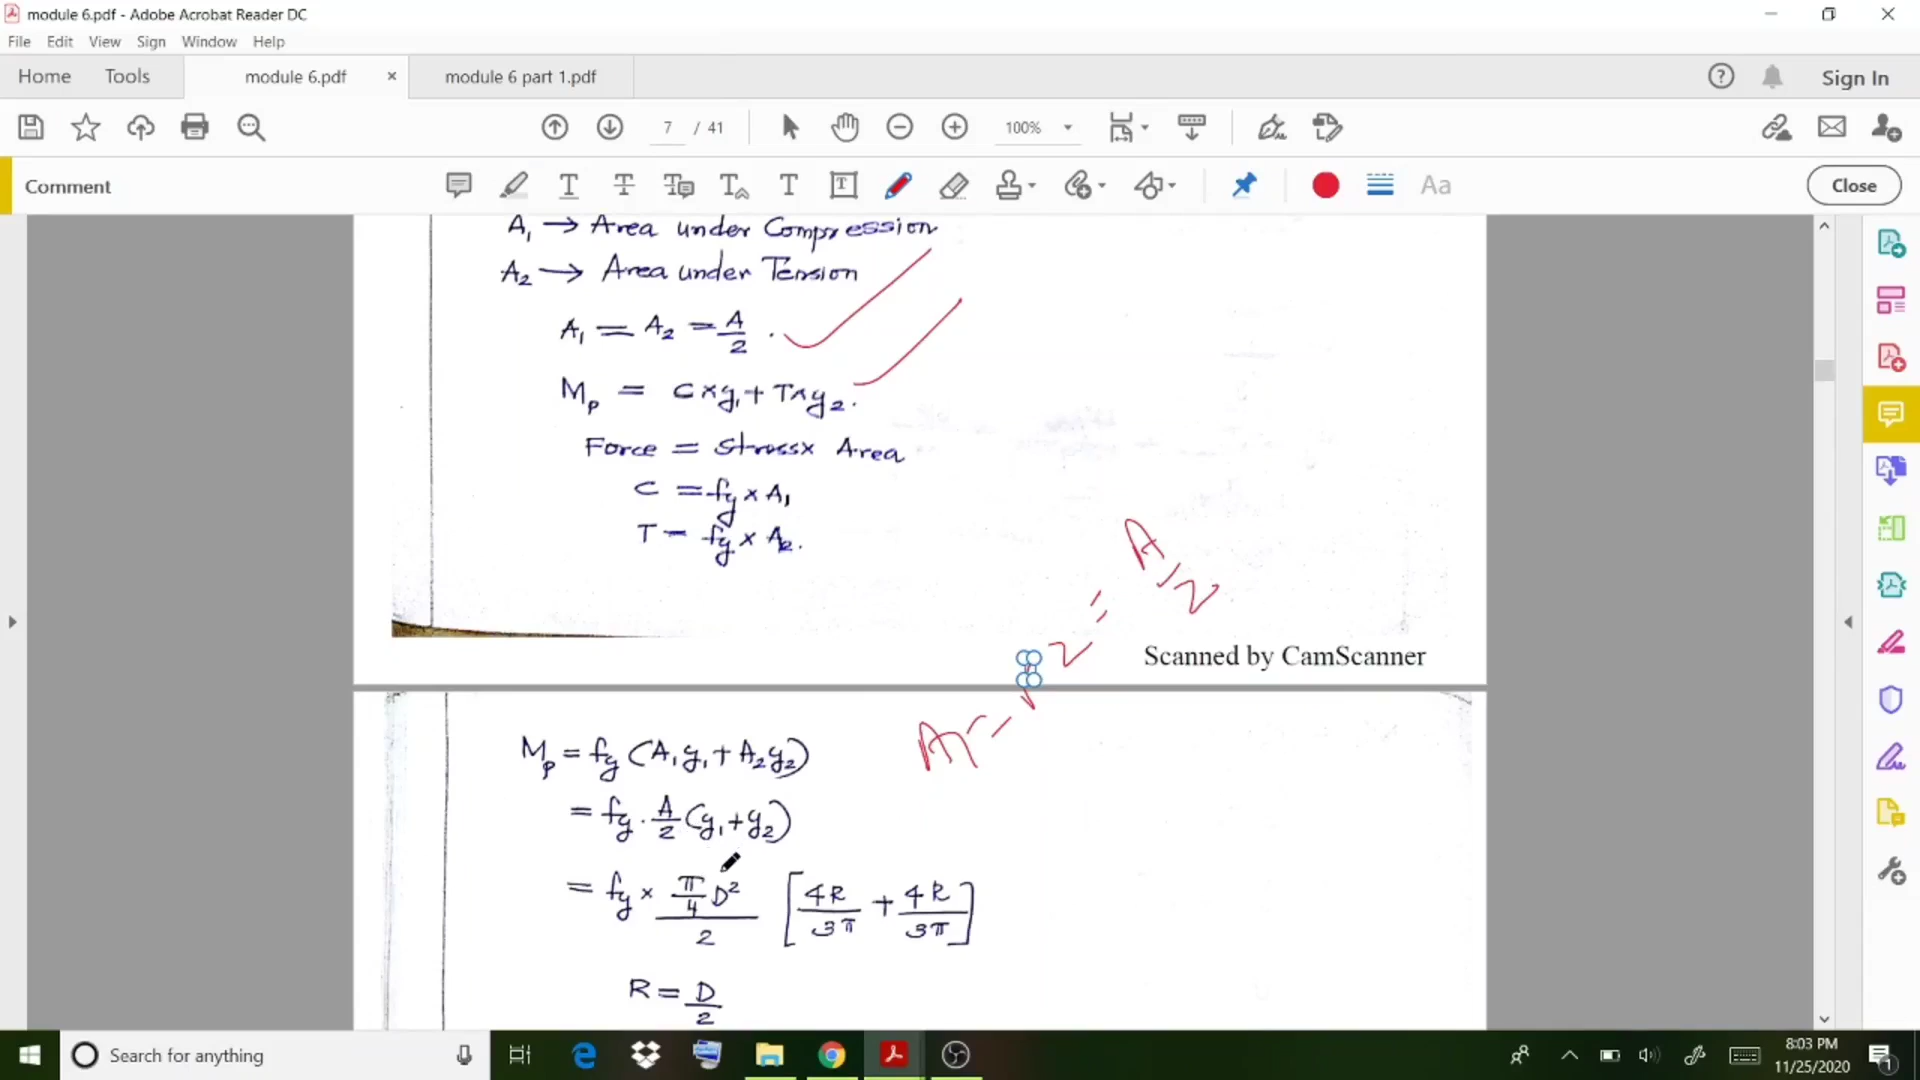 module 6.pdf - Adobe Acrobat Reader DC
File Edit View Sign Window Help
Home Tools module 6.pdf × module 6 part 1.pdf Sign In
7 / 41 100%
Comment Close
A₁ → Area under Compression
A₂ → Area under Tension
A₁ = A₂ = A/2 .
Mp = C×y₁ + T×y₂.
Force = Stress× Area
C = fy × A₁
T = fy × A₂.
A/2
2 =
Scanned by CamScanner
Mp = fy (A₁y₁ + A₂y₂)
= fy . A/2 (y₁ + y₂)
= fy × (π/4 D²)/2 [4R/3π + 4R/3π]
R = D/2
Search for anything
8:03 PM
11/25/2020
1